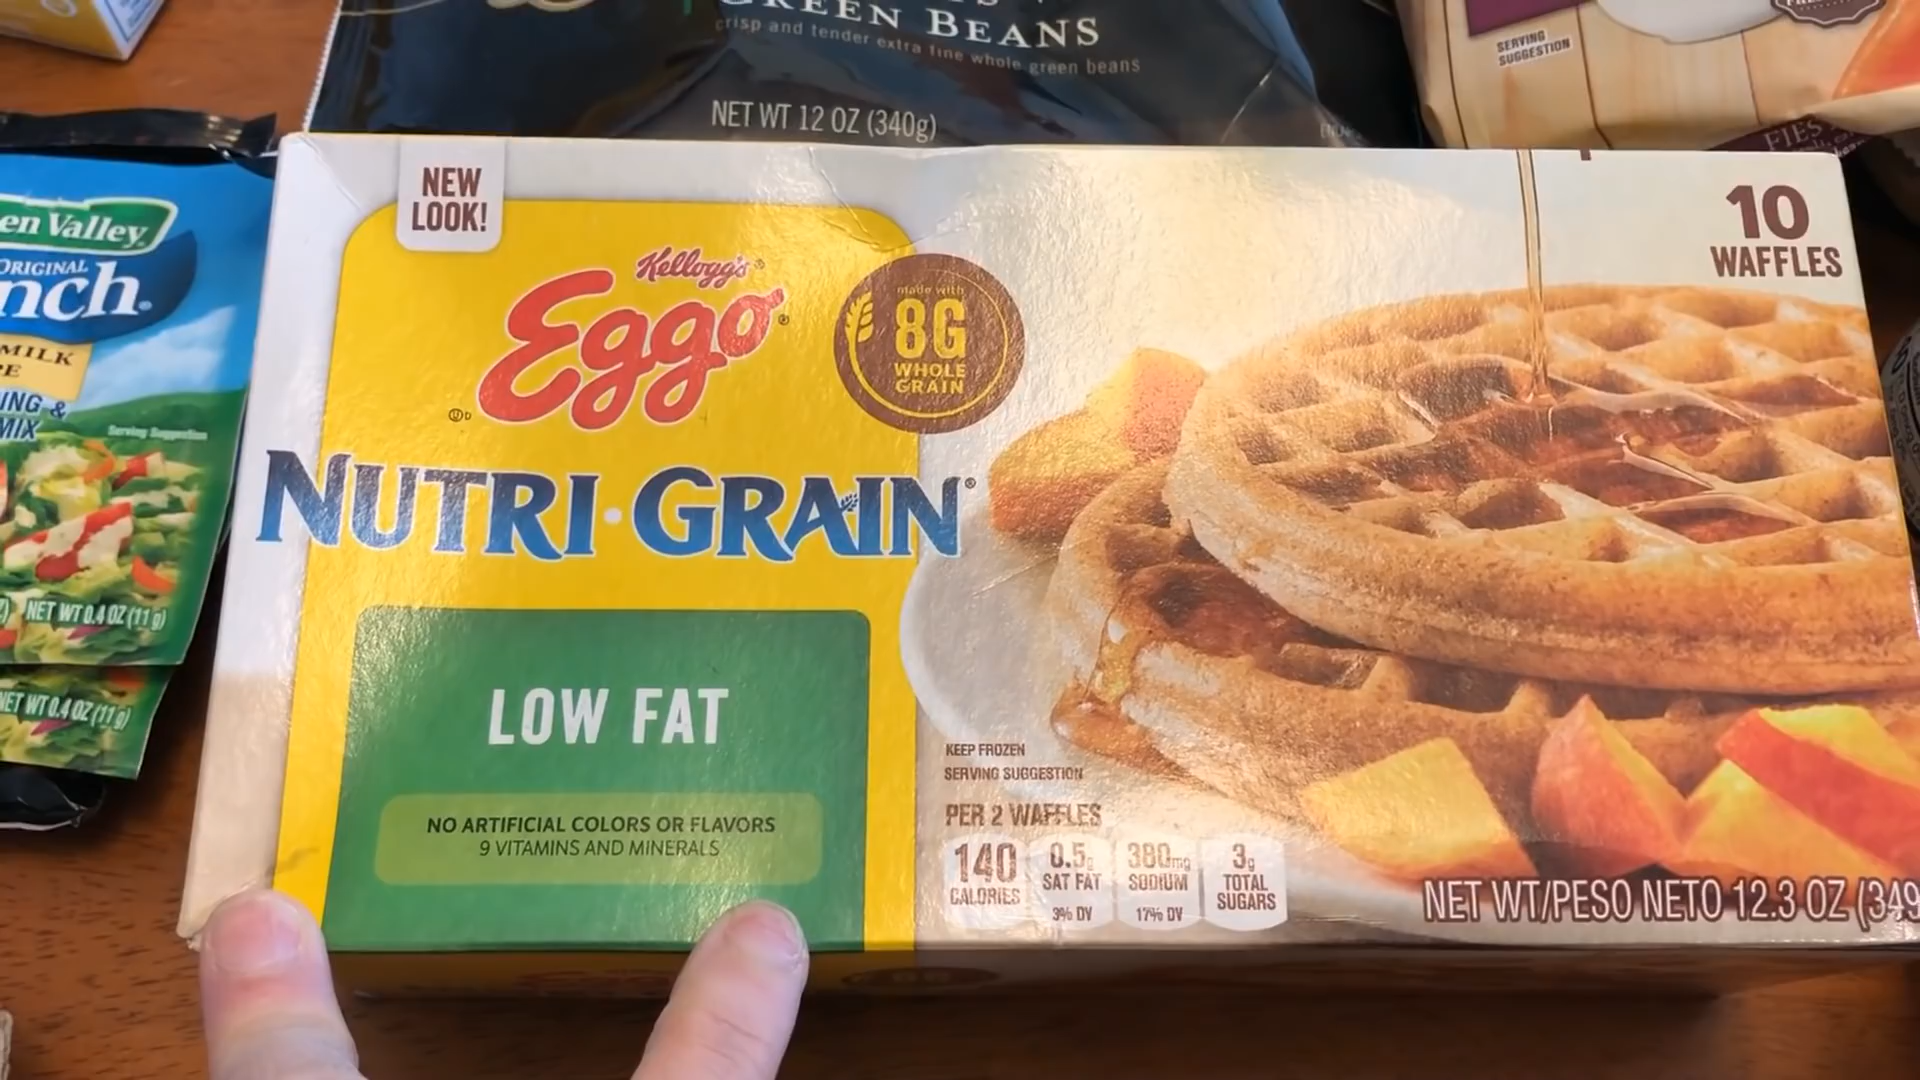 GREEN BEANS
crisp and tender extra fine whole green beans
NET WT 12 OZ (340g)
SERVING
SUGGESTION
NEW
LOOK!
Kellogg's®
Eggo®
made with
8G
WHOLE
GRAIN
NUTRI·GRAIN®
LOW FAT
NO ARTIFICIAL COLORS OR FLAVORS
9 VITAMINS AND MINERALS
10
WAFFLES
KEEP FROZEN
SERVING SUGGESTION
PER 2 WAFFLES
140
CALORIES
0.5g
SAT FAT
3% DV
380mg
SODIUM
17% DV
3g
TOTAL
SUGARS
NET WT/PESO NETO 12.3 OZ (349
en Valley
ORIGINAL
nch®
MILK
PE
ING &
MIX
Serving Suggestion
NET WT 0.4 OZ (11 g)
NET WT 0.4 OZ (11 g)
FIES